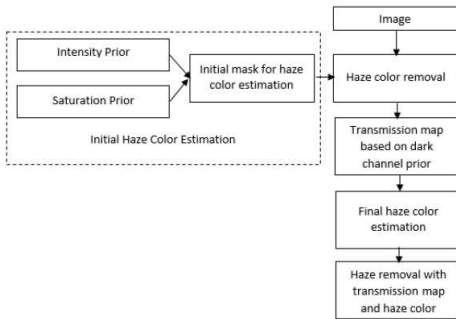 Image
Intensity Prior
Saturation Prior
Initial mask for haze
color estimation
Initial Haze Color Estimation
Haze color removal
Transmission map
based on dark
channel prior
Final haze color
estimation
Haze removal with
transmission map
and haze color